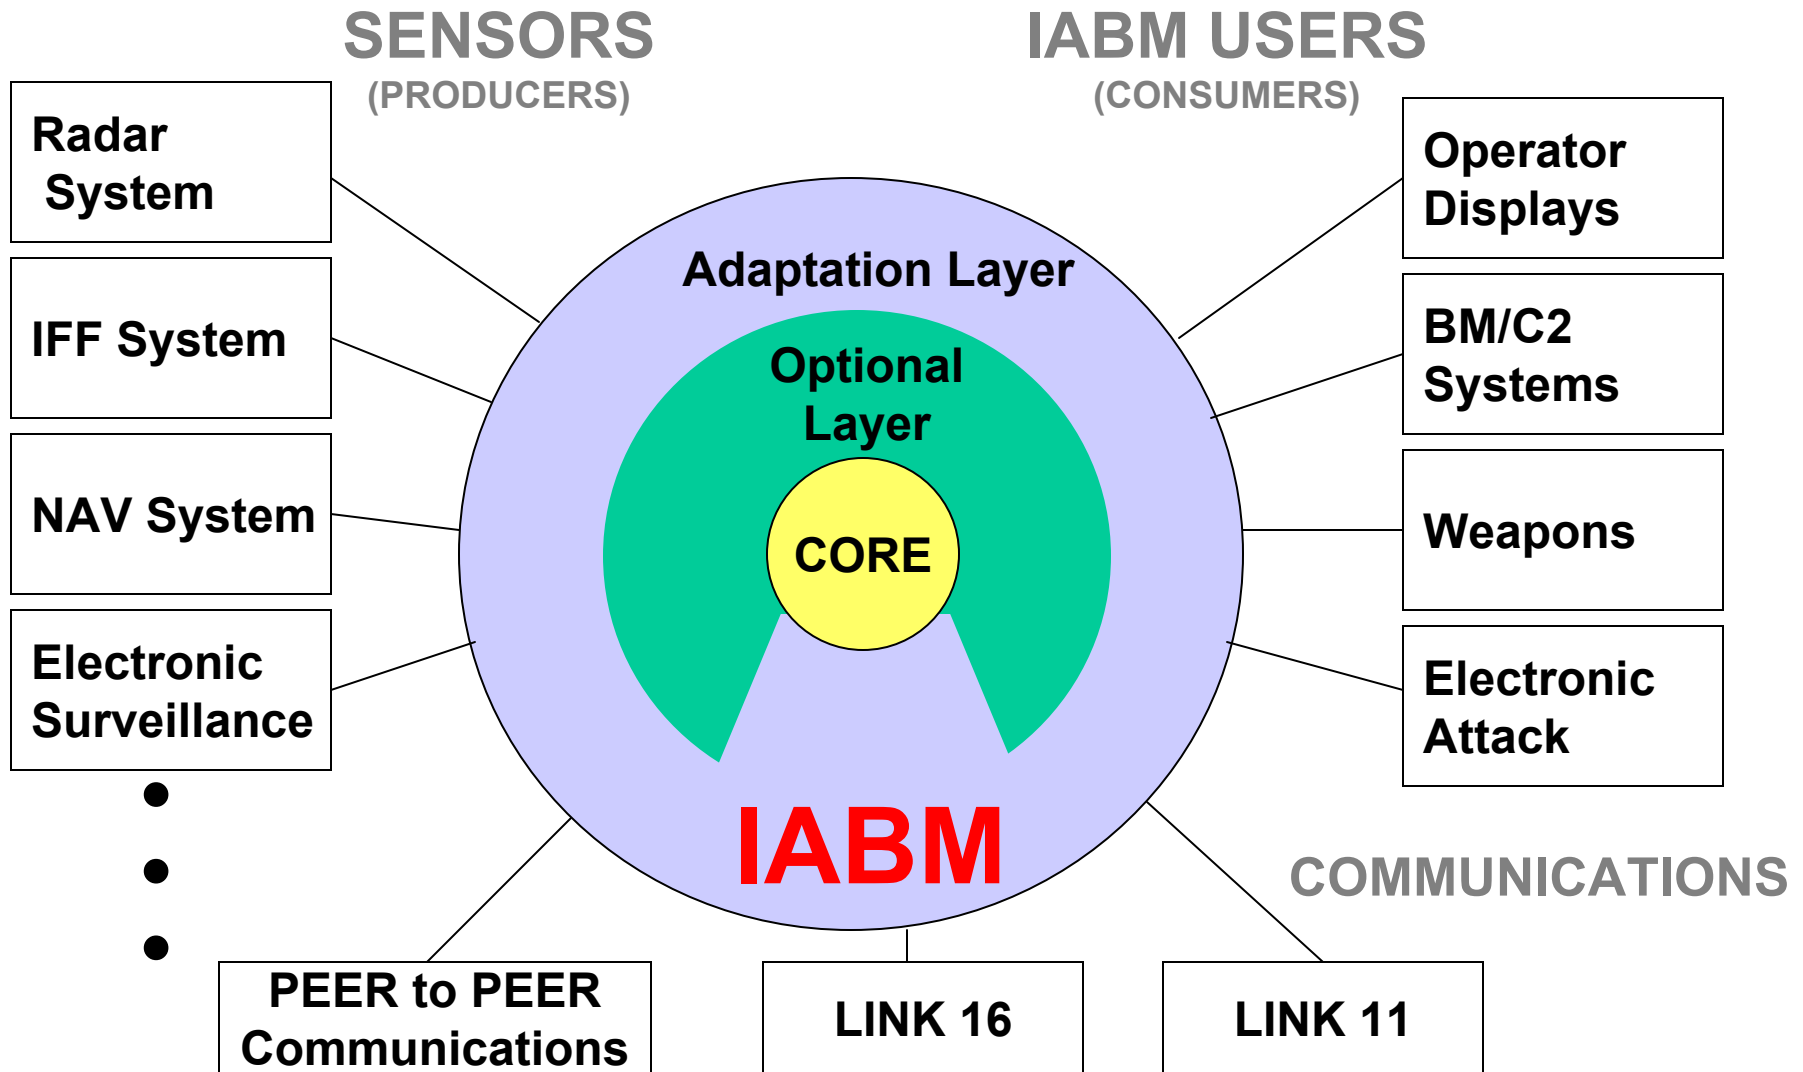 SENSORS
(PRODUCERS)
IABM USERS
(CONSUMERS)
Radar
System
IFF System
NAV System
Electronic
Surveillance
Adaptation Layer
Optional
Layer
CORE
IABM
Operator
Displays
BM/C2
Systems
Weapons
Electronic
Attack
COMMUNICATIONS
PEER to PEER
Communications
LINK 16
LINK 11